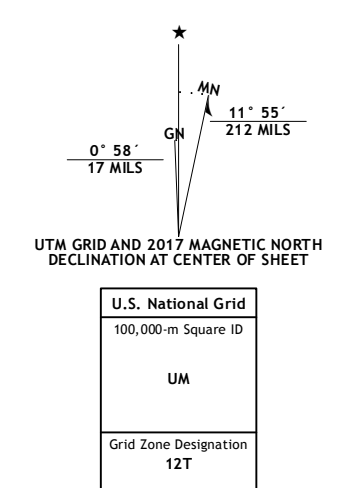 ★
MN
GN
11° 55´
212 MILS
0° 58´
17 MILS
UTM GRID AND 2017 MAGNETIC NORTH
DECLINATION AT CENTER OF SHEET
U.S. National Grid
100,000-m Square ID
UM
Grid Zone Designation
12T